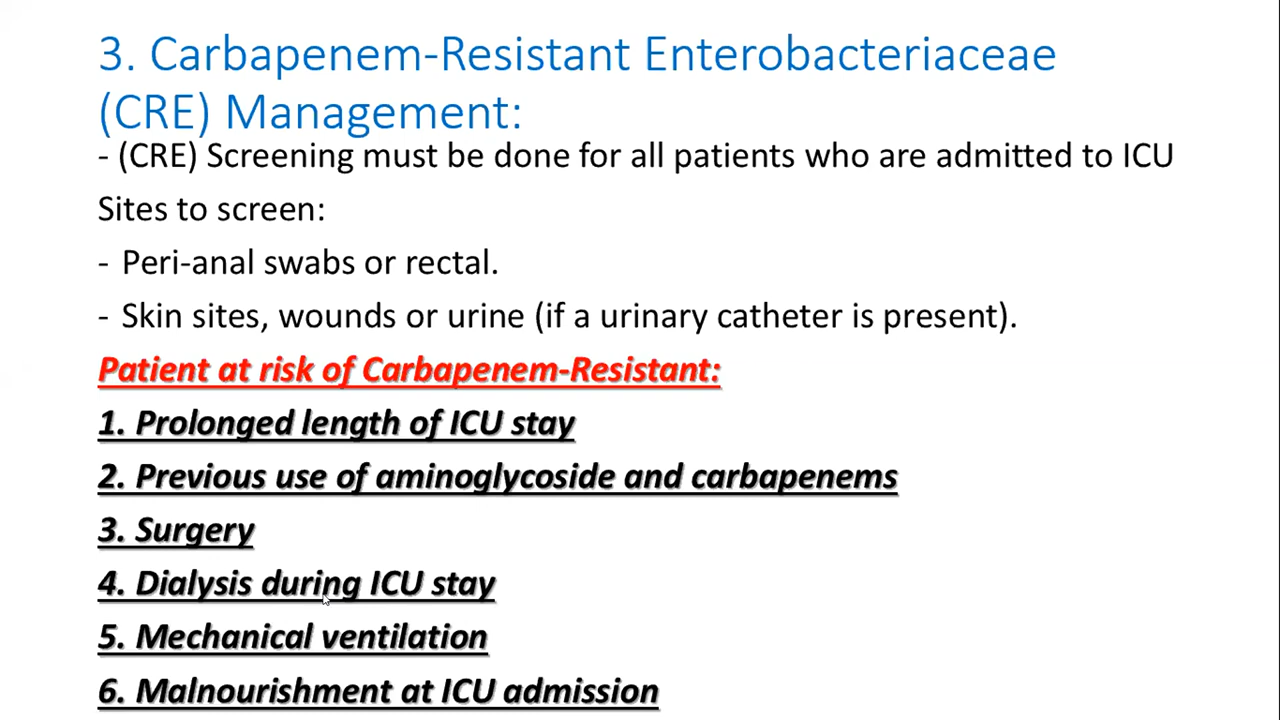 3. Carbapenem-Resistant Enterobacteriaceae
(CRE) Management:
- (CRE) Screening must be done for all patients who are admitted to ICU
Sites to screen:
- Peri-anal swabs or rectal.
- Skin sites, wounds or urine (if a urinary catheter is present).
Patient at risk of Carbapenem-Resistant:
1. Prolonged length of ICU stay
2. Previous use of aminoglycoside and carbapenems
3. Surgery
4. Dialysis during ICU stay
5. Mechanical ventilation
6. Malnourishment at ICU admission